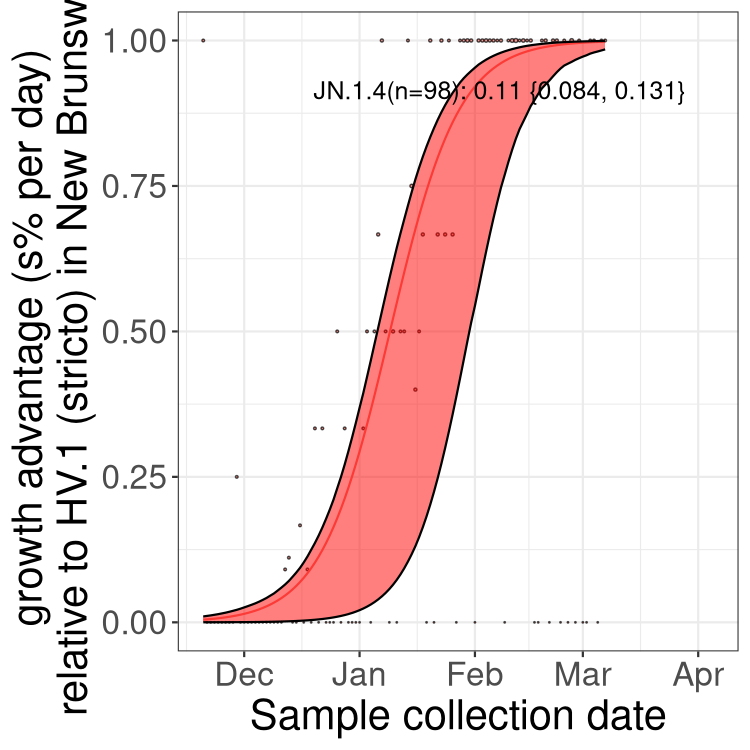 growth advantage (s% per day)
relative to HV.1 (stricto) in New Brunsw
1.00
0.75
0.50
0.25
0.00
JN.1.4(n=98): 0.11 {0.084, 0.131}
Dec Jan Feb Mar Apr
Sample collection date